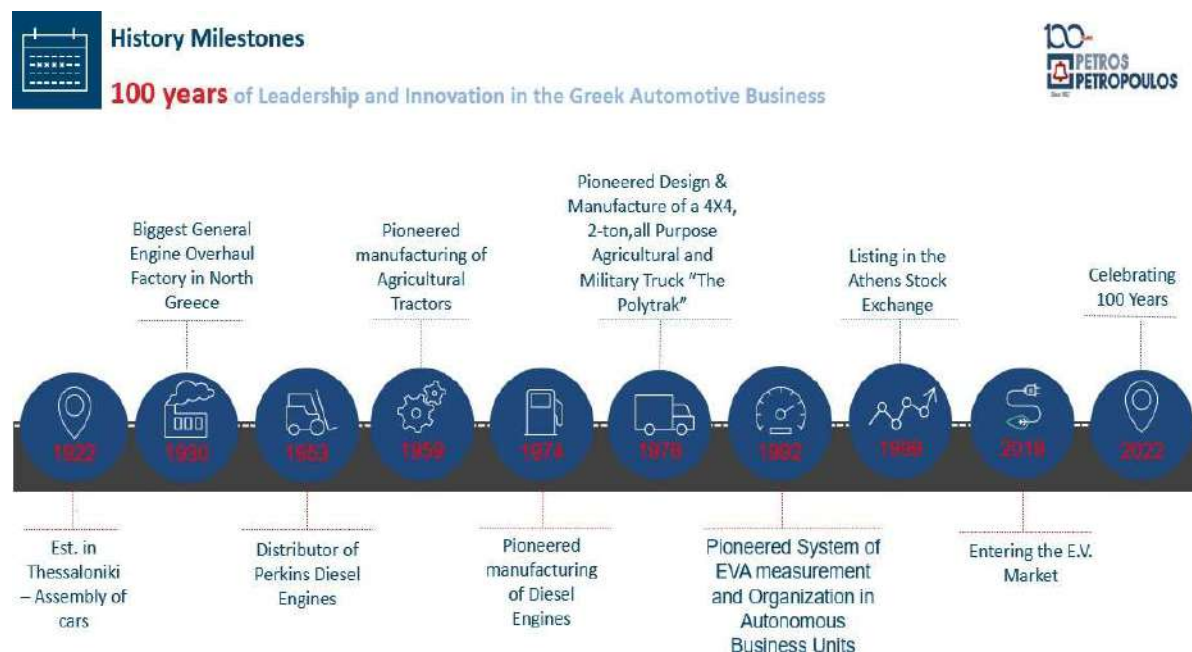 History Milestones
100 years of Leadership and Innovation in the Greek Automotive Business
100
PETROS
PETROPOULOS
1922
Est. in
Thessaloniki
– Assembly of
cars
Biggest General
Engine Overhaul
Factory in North
Greece
1930
1953
Distributor of
Perkins Diesel
Engines
Pioneered
manufacturing of
Agricultural
Tractors
1959
1974
Pioneered
manufacturing
of Diesel
Engines
Pioneered Design &
Manufacture of a 4X4,
2-ton,all Purpose
Agricultural and
Military Truck "The
Polytrak"
1992
Pioneered System of
EVA measurement
and Organization in
Autonomous
Business Units
Listing in the
Athens Stock
Exchange
Entering the E.V.
Market
Celebrating
100 Years
2022